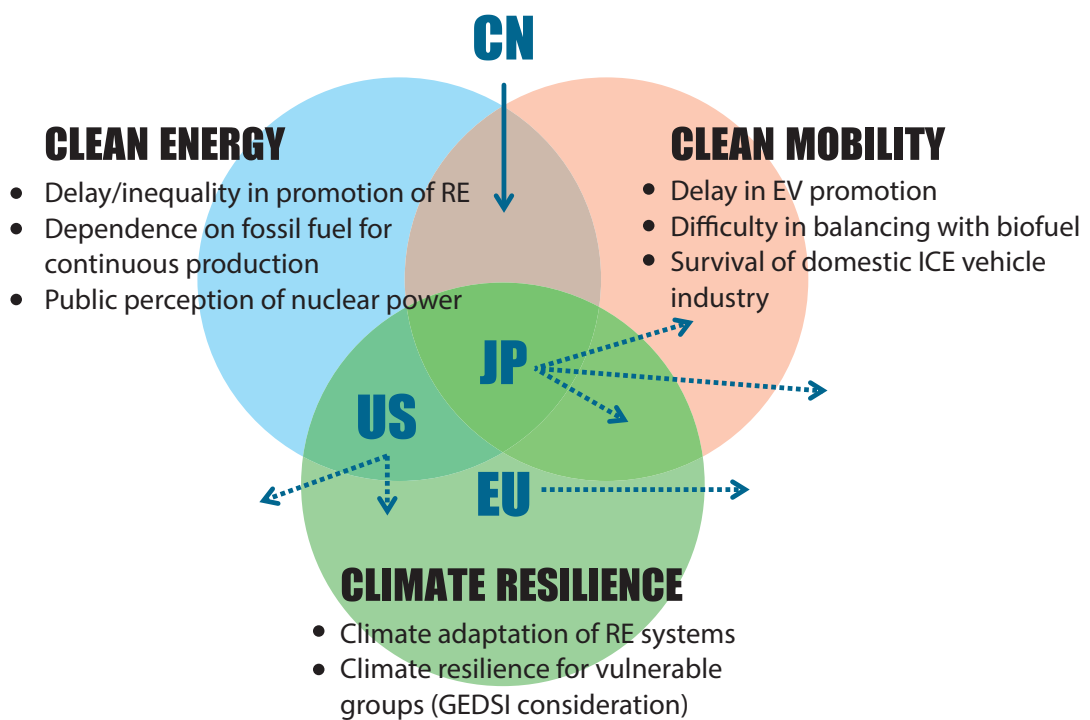 CN
CLEAN ENERGY
• Delay/inequality in promotion of RE
• Dependence on fossil fuel for
continuous production
• Public perception of nuclear power
CLEAN MOBILITY
• Delay in EV promotion
• Difficulty in balancing with biofuel
• Survival of domestic ICE vehicle
industry
JP
US
EU
CLIMATE RESILIENCE
• Climate adaptation of RE systems
• Climate resilience for vulnerable
groups (GEDSI consideration)